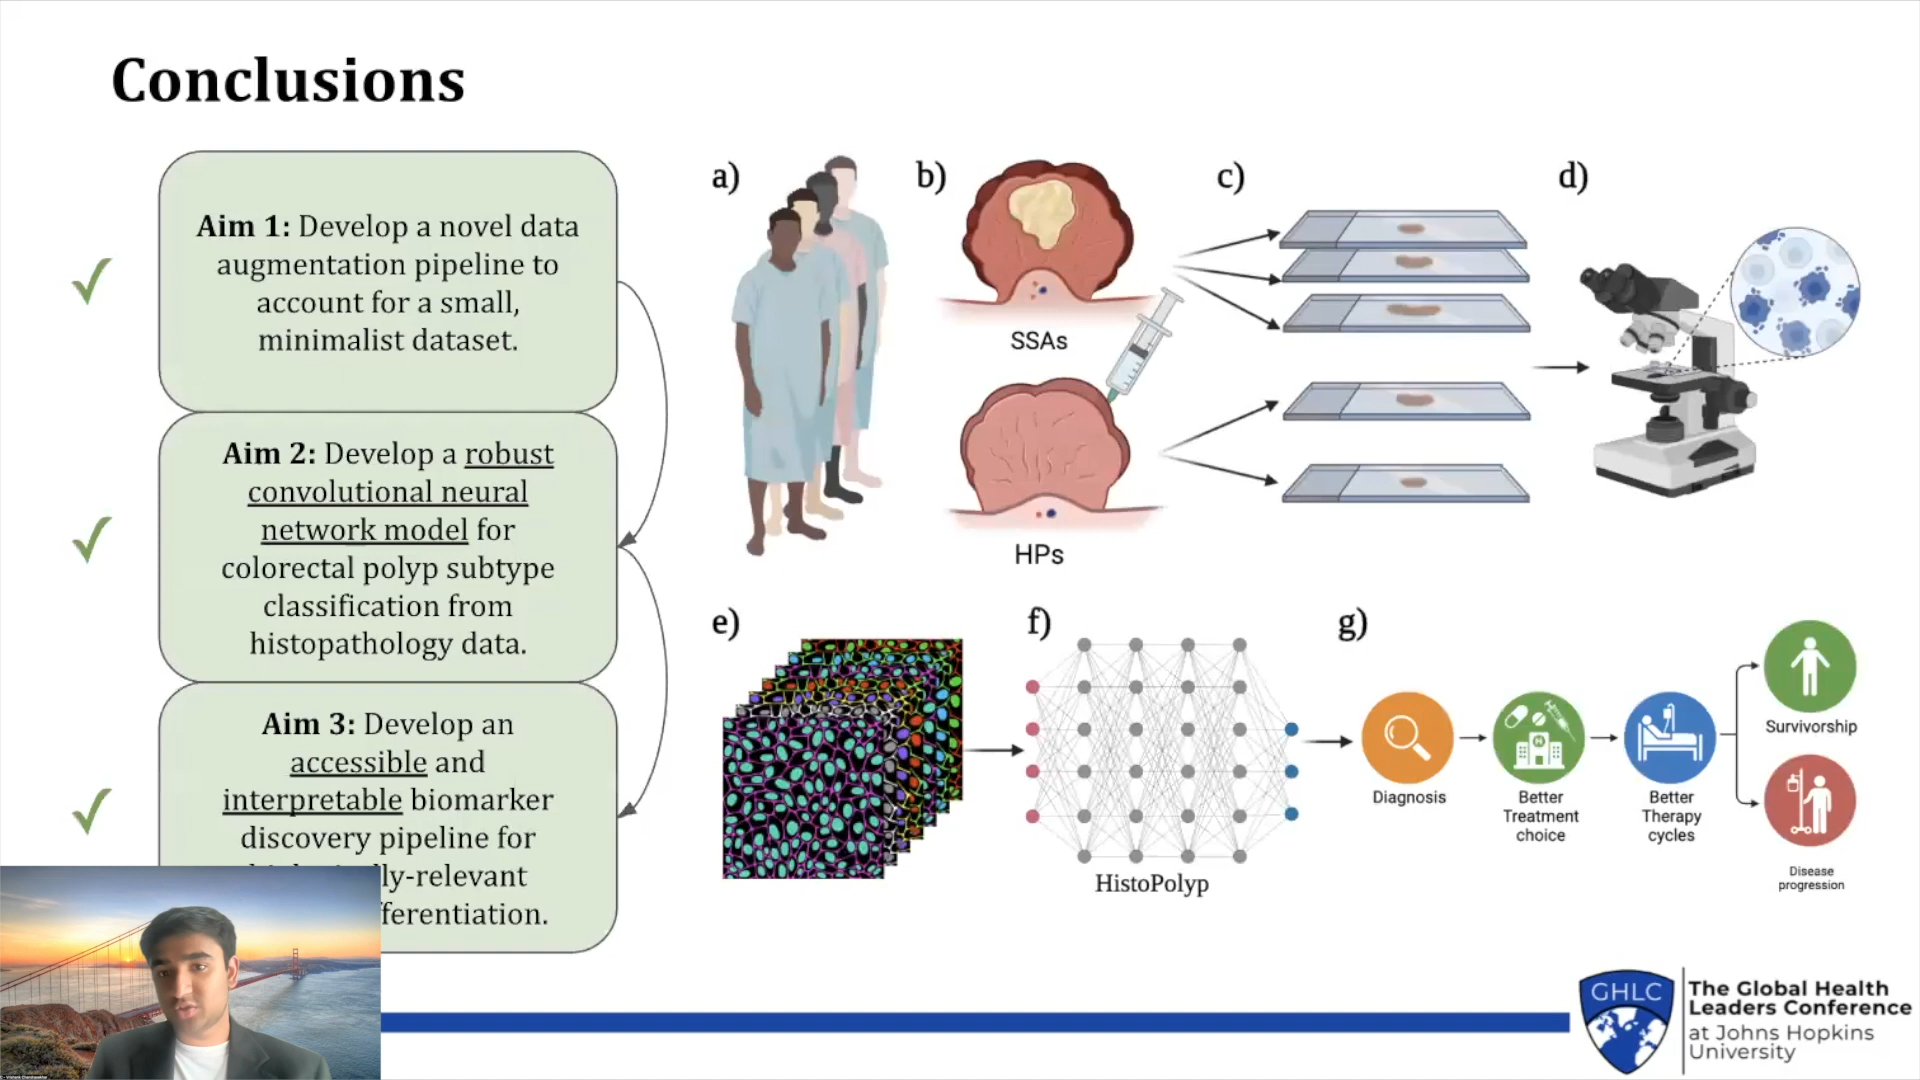 Conclusions
Aim 1: Develop a novel data
augmentation pipeline to
account for a small,
minimalist dataset.
Aim 2: Develop a robust
convolutional neural
network model for
colorectal polyp subtype
classification from
histopathology data.
Aim 3: Develop an
accessible and
interpretable biomarker
discovery pipeline for
ly-relevant
ferentiation.
a)
b)
c)
d)
SSAs
HPs
e)
f)
g)
HistoPolyp
Diagnosis
Better
Treatment
choice
Better
Therapy
cycles
Survivorship
Disease
progression
GHLC
The Global Health
Leaders Conference
at Johns Hopkins
University